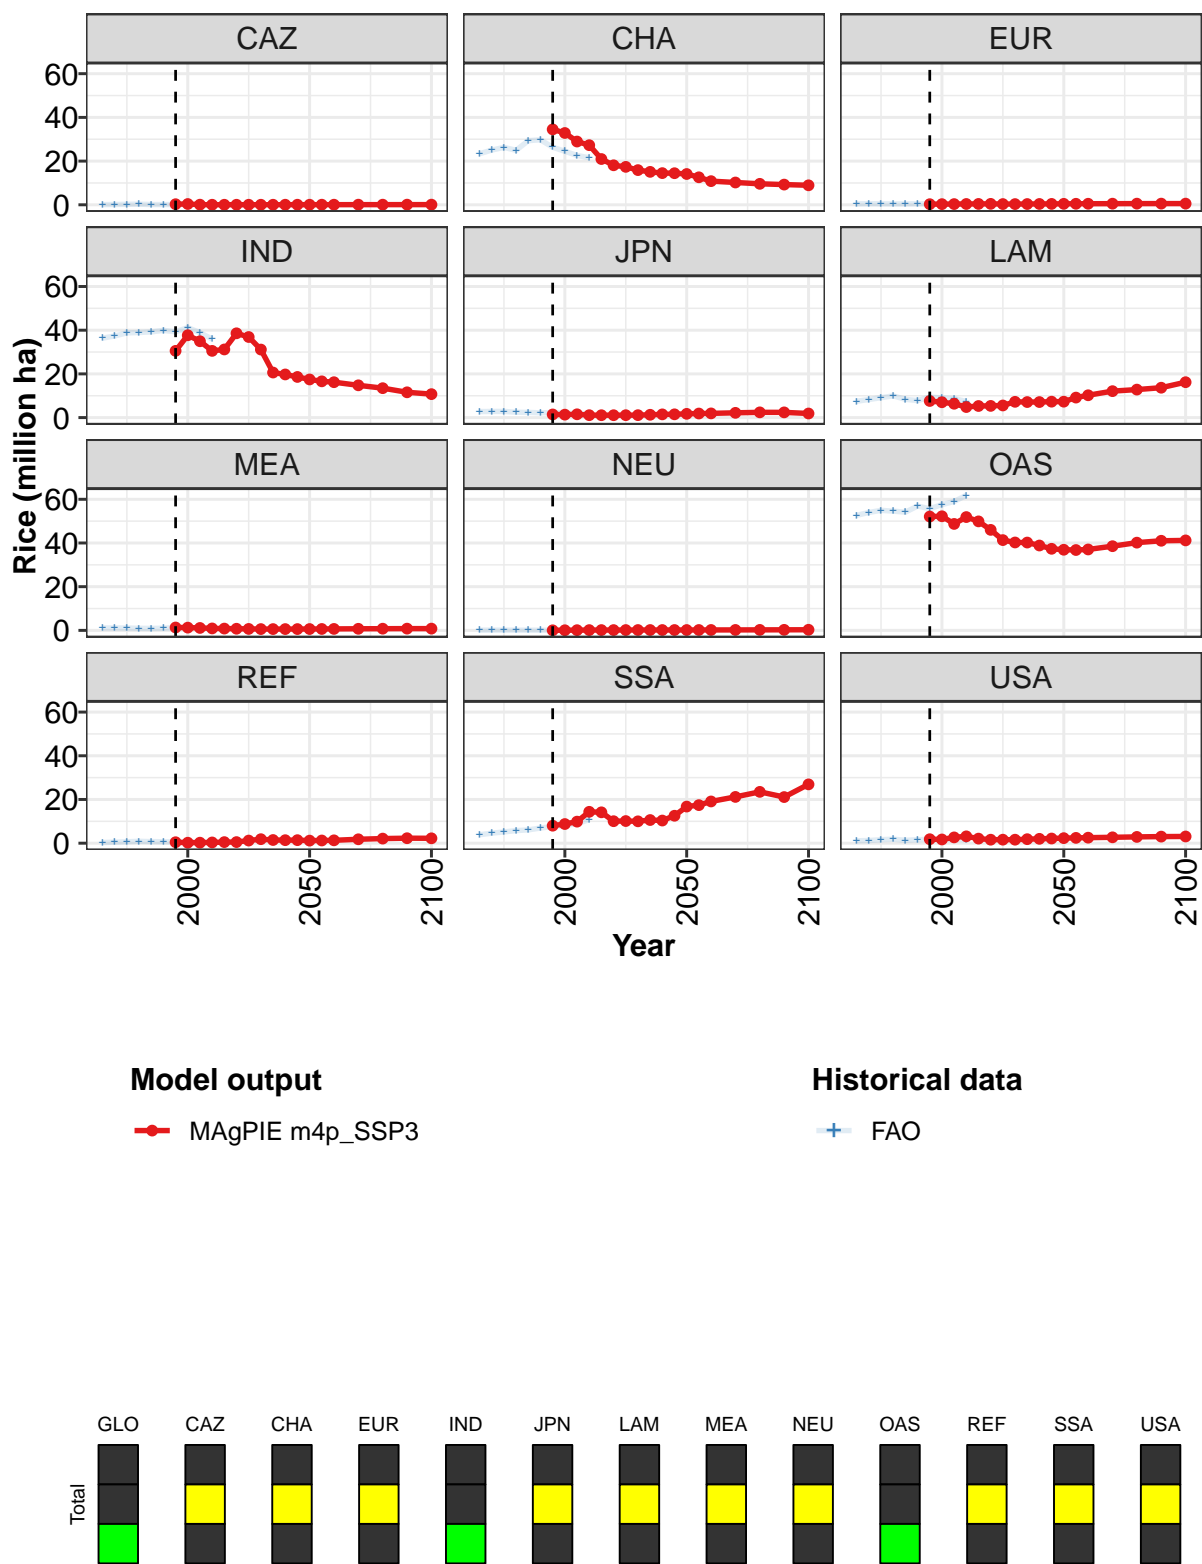 CAZ CHA EUR
60
40
20
0
IND JPN LAM
60
40
20
0
MEA NEU OAS
60
40
20
0
REF SSA USA
60
40
20
0
Rice (million ha)
2000 2050 2100 2000 2050 2100 2000 2050 2100
Year
Model output
MAgPIE m4p_SSP3
Historical data
FAO
GLO CAZ CHA EUR IND JPN LAM MEA NEU OAS REF SSA USA
Total